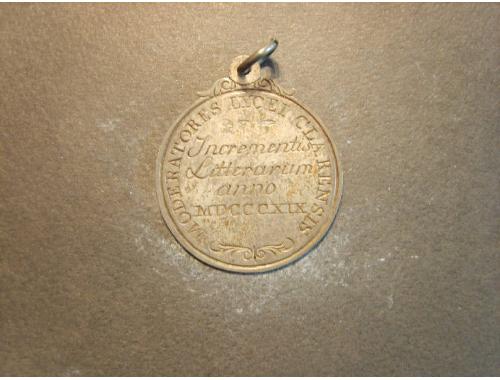 MODERATORES LYCEI CLARENSIS
Incrementis
Litterarum
anno
MDCCCXIX